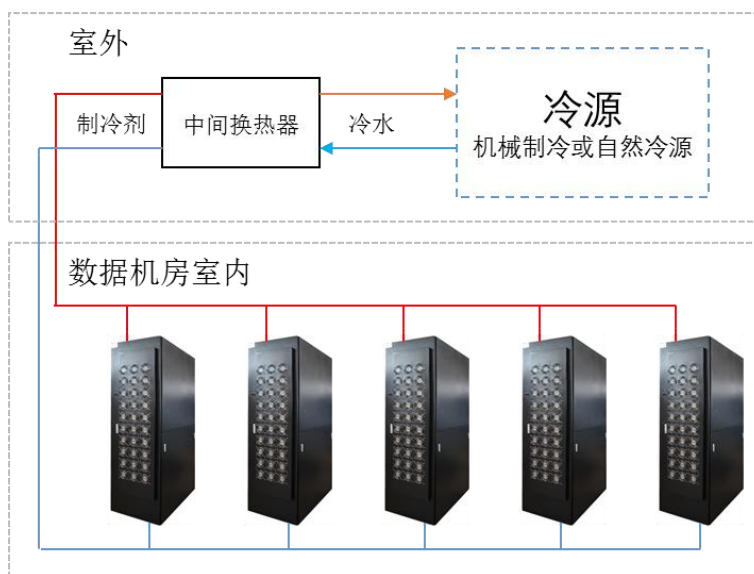 室外
制冷剂
中间换热器
冷水
冷源
机械制冷或自然冷源
数据机房室内